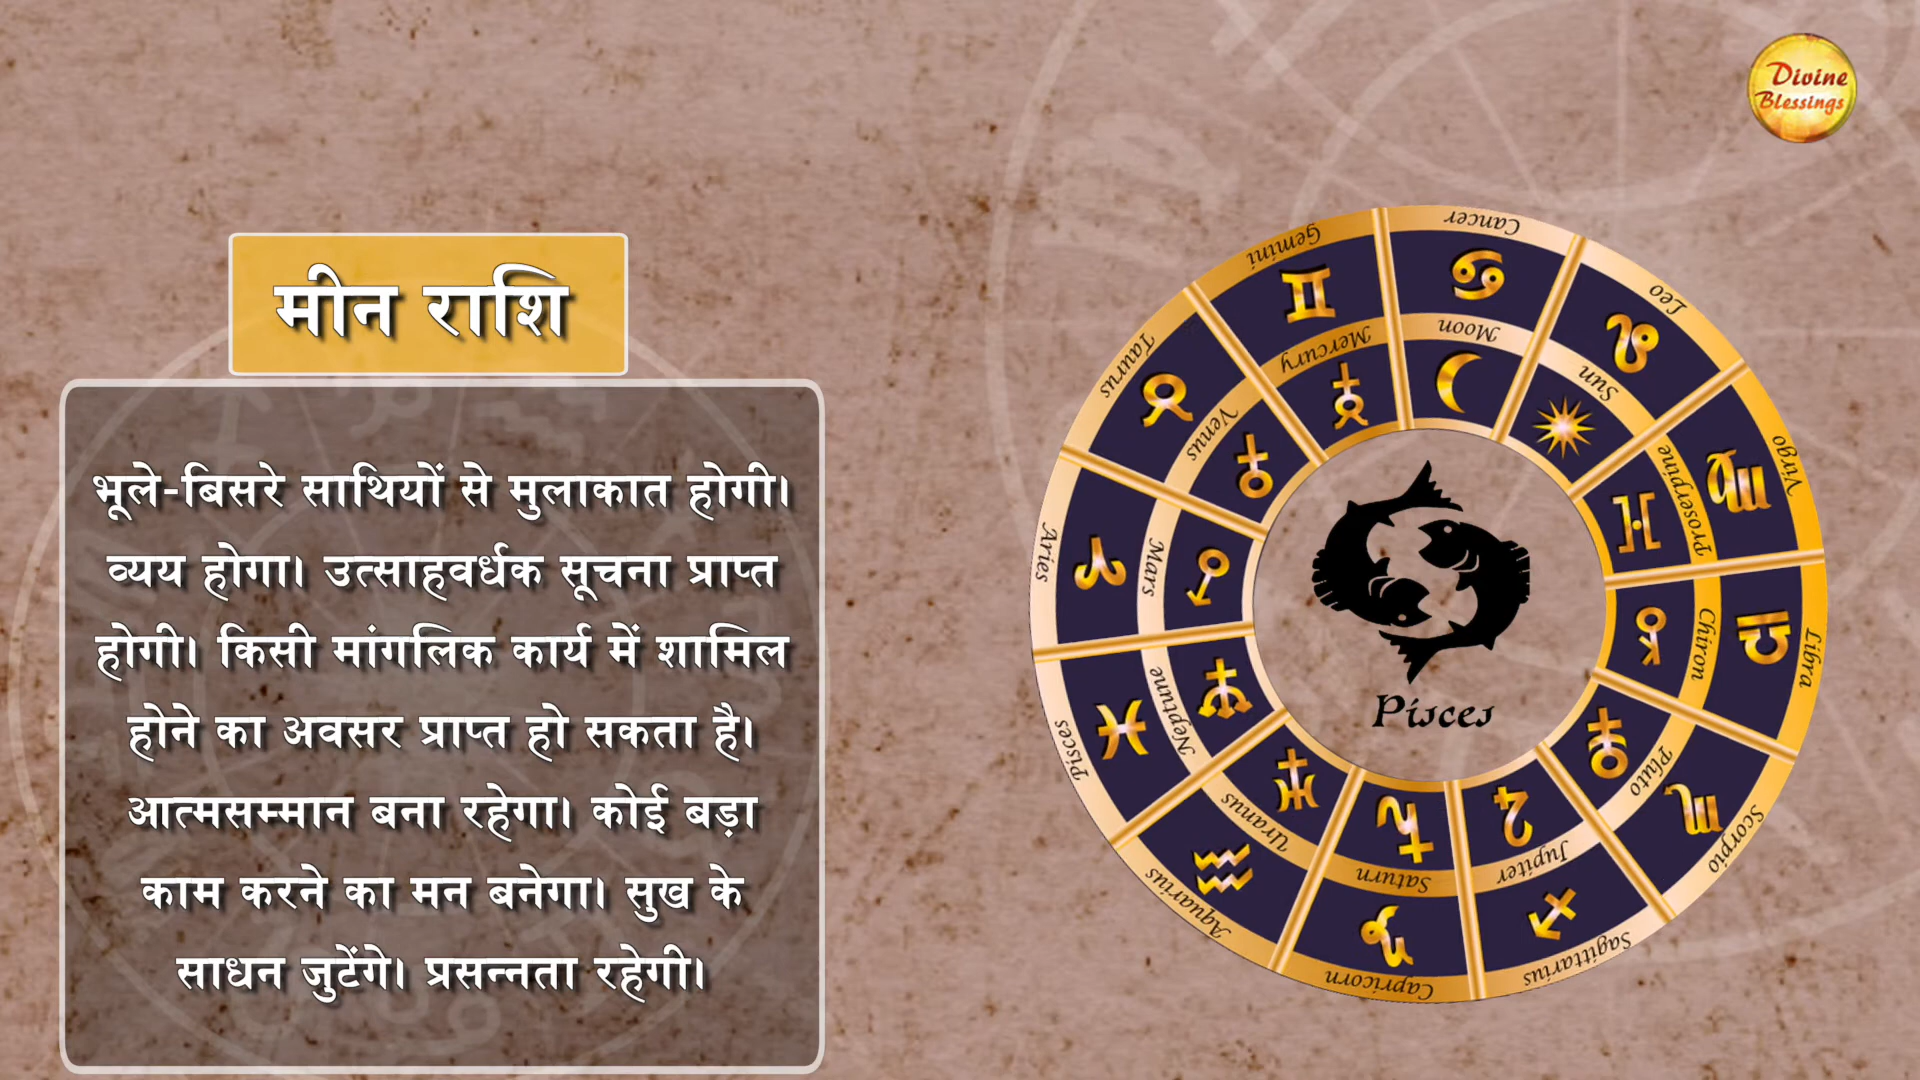 Divine
Blessings
मीन राशि
भूले-बिसरे साथियों से मुलाकात होगी।
व्यय होगा। उत्साहवर्धक सूचना प्राप्त
होगी। किसी मांगलिक कार्य में शामिल
होने का अवसर प्राप्त हो सकता है।
आत्मसम्मान बना रहेगा। कोई बड़ा
काम करने का मन बनेगा। सुख के
साधन जुटेंगे। प्रसन्नता रहेगी।
Cancer
Leo
Virgo
Libra
Scorpio
Sagittarius
Capricorn
Aquarius
Pisces
Aries
Taurus
Gemini
Moon
Sun
Proserpine
Chiron
Pluto
Jupiter
Saturn
Uranus
Neptune
Mars
Venus
Mercury
Pisces